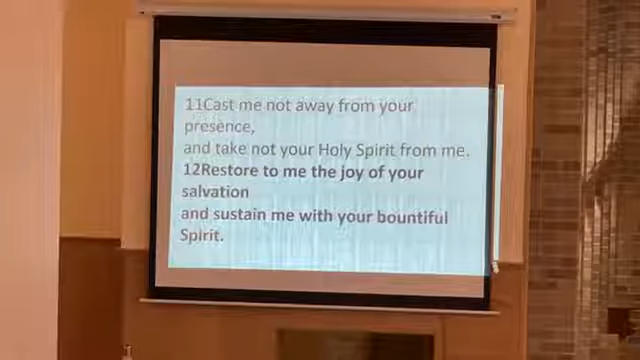 11Cast me not away from your
presence,
and take not your Holy Spirit from me.
12Restore to me the joy of your
salvation
and sustain me with your bountiful
Spirit.